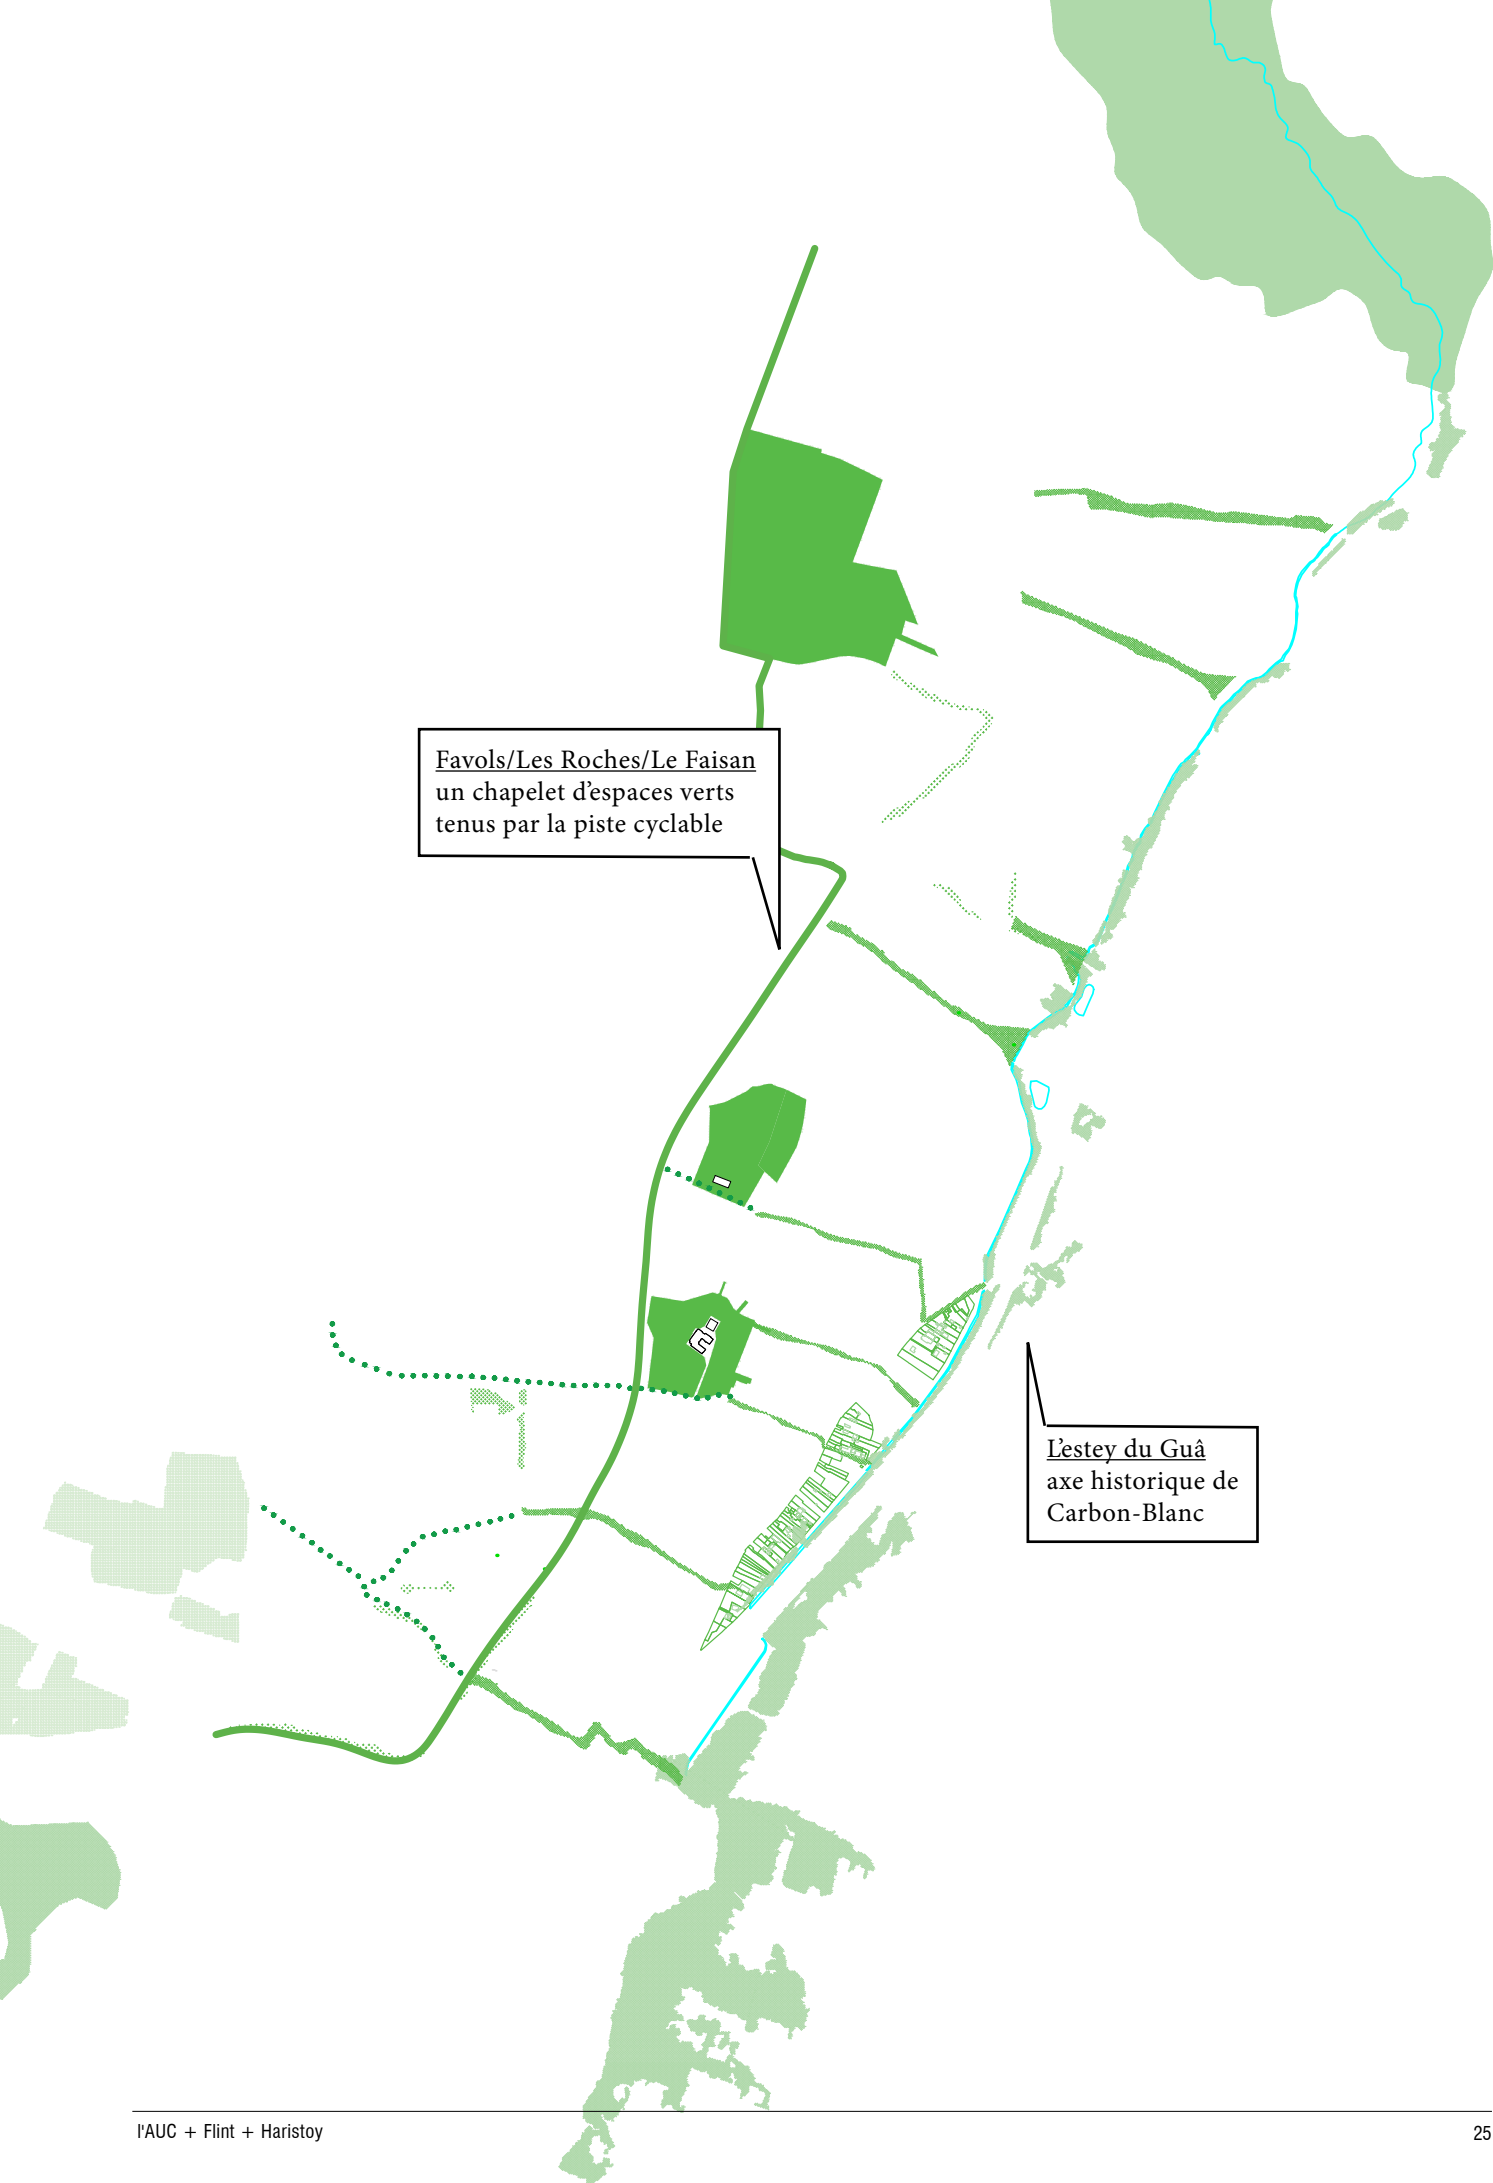 Favols/Les Roches/Le Faisan
un chapelet d'espaces verts
tenus par la piste cyclable
L'estey du Guâ
axe historique de
Carbon-Blanc
l'AUC + Flint + Haristoy
25